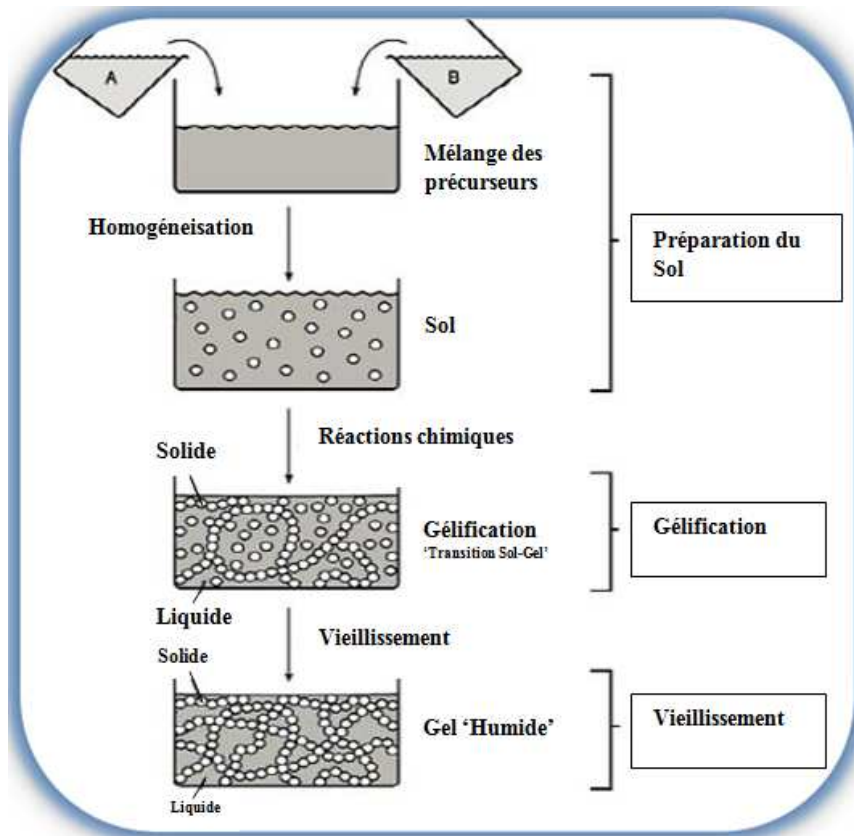 A
B
Mélange des
précurseurs
Homogéneisation
Préparation du
Sol
Sol
Réactions chimiques
Solide
Gélification
‘Transition Sol-Gel’
Gélification
Liquide
Vieillissement
Solide
Gel ‘Humide’
Vieillissement
Liquide